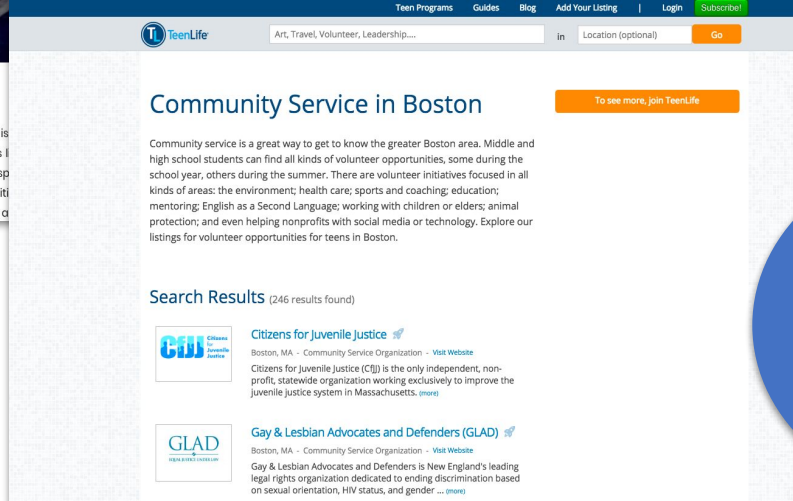 Teen Programs Guides Blog Add Your Listing | Login Subscribe!
TL TeenLife Art, Travel, Volunteer, Leadership.... in Location (optional) Go
Community Service in Boston
To see more, join TeenLife
Community service is a great way to get to know the greater Boston area. Middle and
high school students can find all kinds of volunteer opportunities, some during the
school year, others during the summer. There are volunteer initiatives focused in all
kinds of areas: the environment; health care; sports and coaching; education;
mentoring; English as a Second Language; working with children or elders; animal
protection; and even helping nonprofits with social media or technology. Explore our
listings for volunteer opportunities for teens in Boston.
is
s l
sp
iti
a
Search Results (246 results found)
CfJJ Citizens for Juvenile Justice
Citizens for Juvenile Justice
Boston, MA - Community Service Organization - Visit Website
Citizens for Juvenile Justice (CfJJ) is the only independent, non-
profit, statewide organization working exclusively to improve the
juvenile justice system in Massachusetts. (more)
GLAD
EQUAL JUSTICE UNDER LAW
Gay & Lesbian Advocates and Defenders (GLAD)
Boston, MA - Community Service Organization - Visit Website
Gay & Lesbian Advocates and Defenders is New England's leading
legal rights organization dedicated to ending discrimination based
on sexual orientation, HIV status, and gender ... (more)